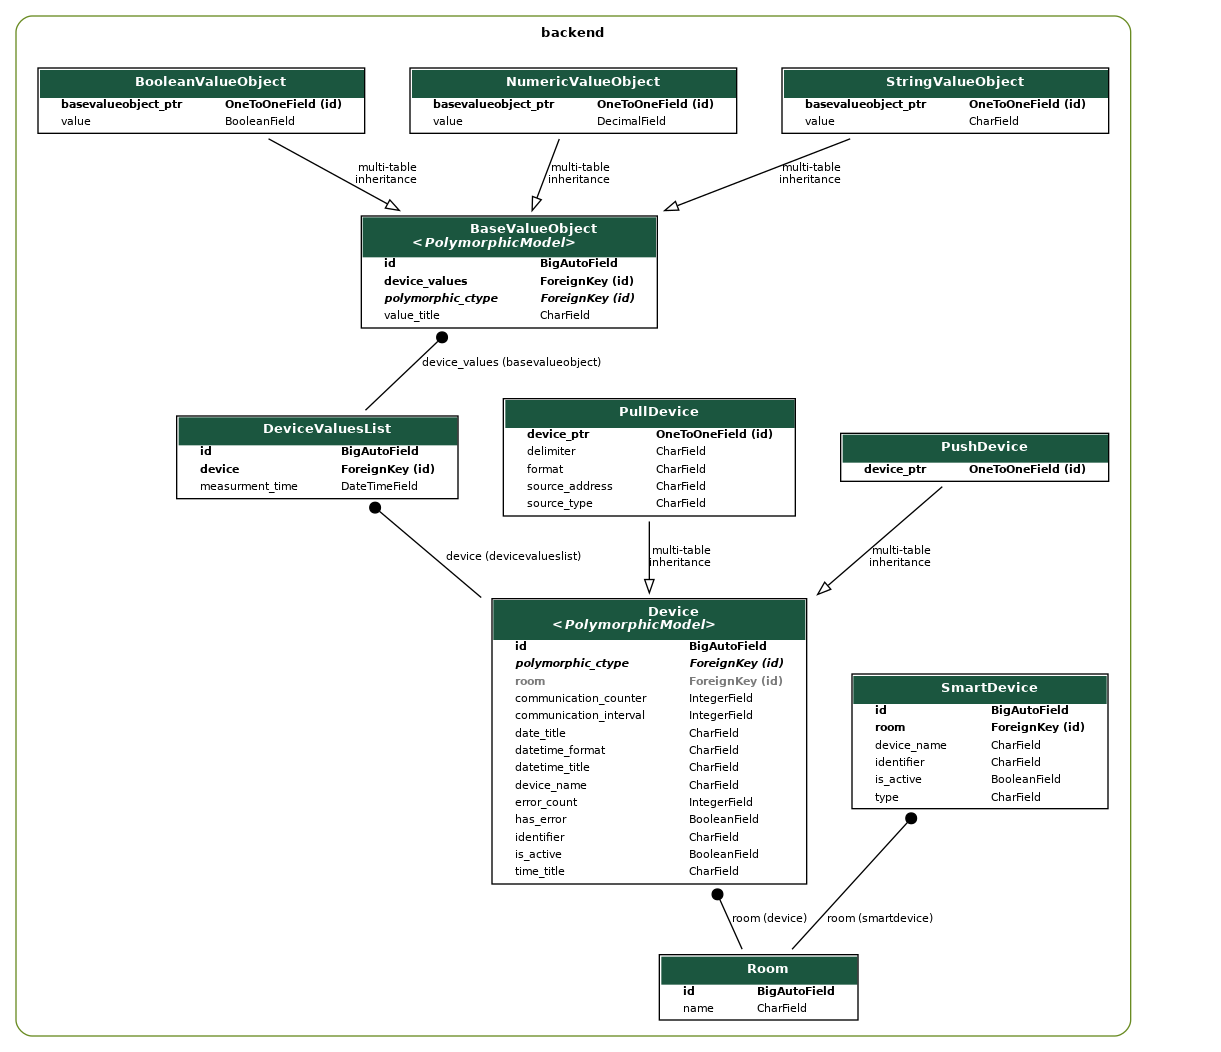 backend
BooleanValueObject
basevalueobject_ptr OneToOneField (id)
value BooleanField
NumericValueObject
basevalueobject_ptr OneToOneField (id)
value DecimalField
StringValueObject
basevalueobject_ptr OneToOneField (id)
value CharField
multi-table
inheritance
multi-table
inheritance
multi-table
inheritance
BaseValueObject
<PolymorphicModel>
id BigAutoField
device_values ForeignKey (id)
polymorphic_ctype ForeignKey (id)
value_title CharField
device_values (basevalueobject)
DeviceValuesList
id BigAutoField
device ForeignKey (id)
measurment_time DateTimeField
PullDevice
device_ptr OneToOneField (id)
delimiter CharField
format CharField
source_address CharField
source_type CharField
PushDevice
device_ptr OneToOneField (id)
device (devicevalueslist)
multi-table
inheritance
multi-table
inheritance
Device
<PolymorphicModel>
id BigAutoField
polymorphic_ctype ForeignKey (id)
room ForeignKey (id)
communication_counter IntegerField
communication_interval IntegerField
date_title CharField
datetime_format CharField
datetime_title CharField
device_name CharField
error_count IntegerField
has_error BooleanField
identifier CharField
is_active BooleanField
time_title CharField
SmartDevice
id BigAutoField
room ForeignKey (id)
device_name CharField
identifier CharField
is_active BooleanField
type CharField
room (device)
room (smartdevice)
Room
id BigAutoField
name CharField